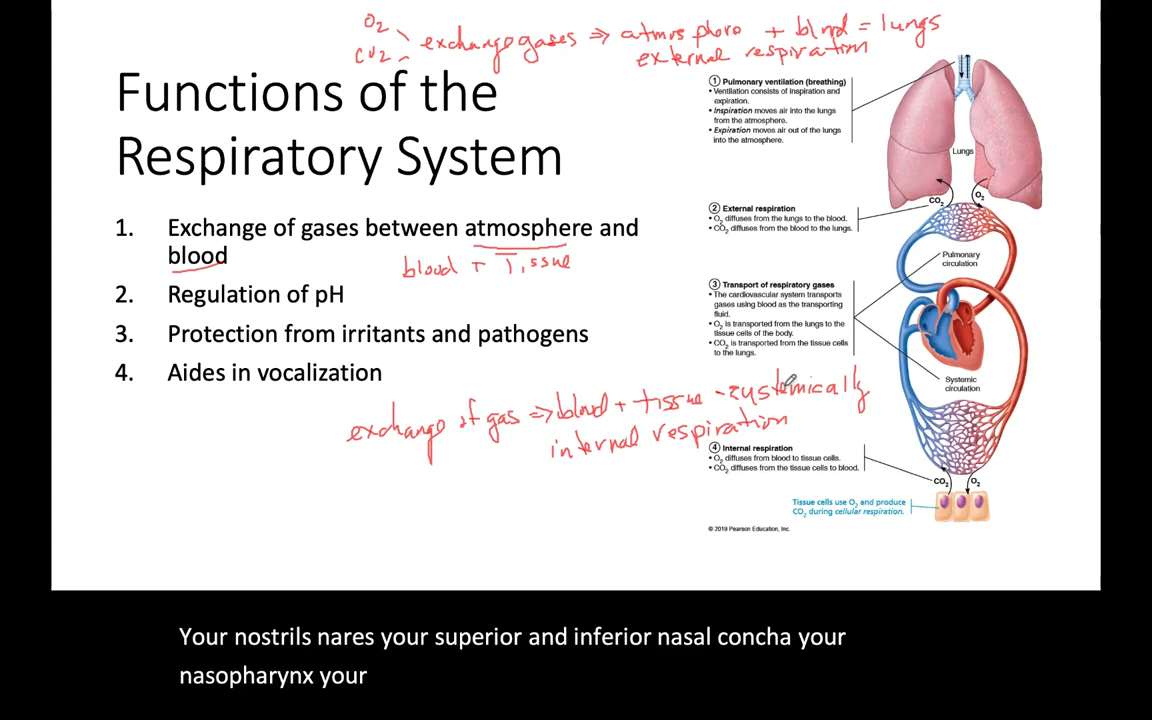 O2
CO2
exchange gases ⇒ atmosphere + blood = lungs
external respiration
Functions of the
Respiratory System
1. Exchange of gases between atmosphere and
blood
blood + Tissue
2. Regulation of pH
3. Protection from irritants and pathogens
4. Aides in vocalization
exchange of gas ⇒ blood + tissue - systemically
internal respiration
① Pulmonary ventilation (breathing)
• Ventilation consists of inspiration and
expiration.
• Inspiration moves air into the lungs
from the atmosphere.
• Expiration moves air out of the lungs
into the atmosphere.
Lungs
CO2 O2
② External respiration
• O2 diffuses from the lungs to the blood.
• CO2 diffuses from the blood to the lungs.
Pulmonary
circulation
③ Transport of respiratory gases
• The cardiovascular system transports
gases using blood as the transporting
fluid.
• O2 is transported from the lungs to the
tissue cells of the body.
• CO2 is transported from the tissue cells
to the lungs.
Systemic
circulation
④ Internal respiration
• O2 diffuses from blood to tissue cells.
• CO2 diffuses from the tissue cells to blood.
CO2 O2
Tissue cells use O2 and produce
CO2 during cellular respiration.
© 2019 Pearson Education, Inc.
Your nostrils nares your superior and inferior nasal concha your
nasopharynx your